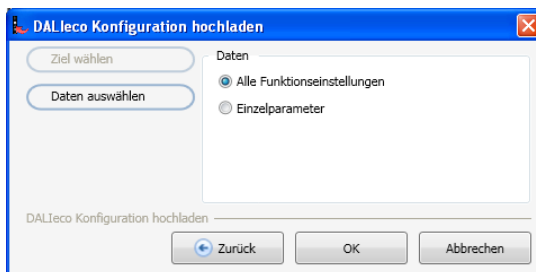 DALIeco Konfiguration hochladen
Ziel wählen
Daten auswählen
Daten
Alle Funktionseinstellungen
Einzelparameter
DALIeco Konfiguration hochladen
Zurück
OK
Abbrechen